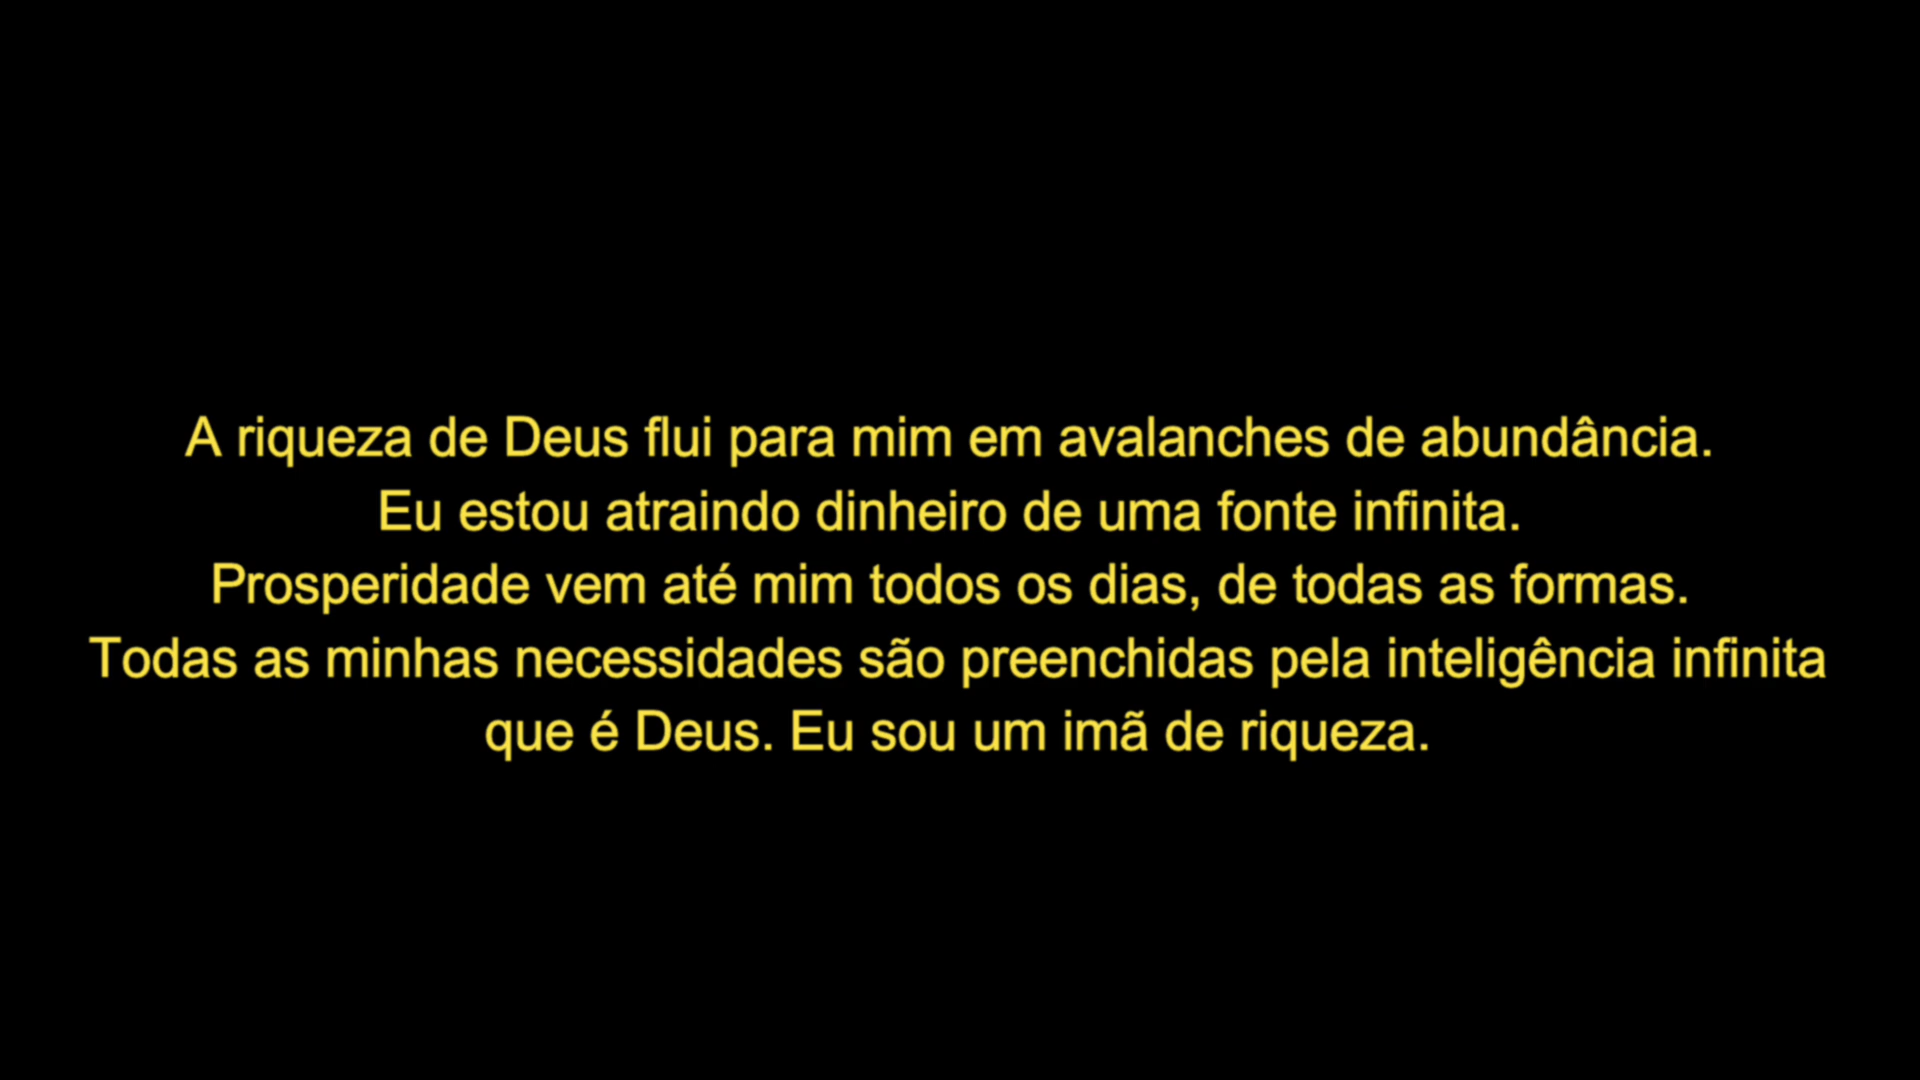 A riqueza de Deus flui para mim em avalanches de abundância.
Eu estou atraindo dinheiro de uma fonte infinita.
Prosperidade vem até mim todos os dias, de todas as formas.
Todas as minhas necessidades são preenchidas pela inteligência infinita
que é Deus. Eu sou um imã de riqueza.